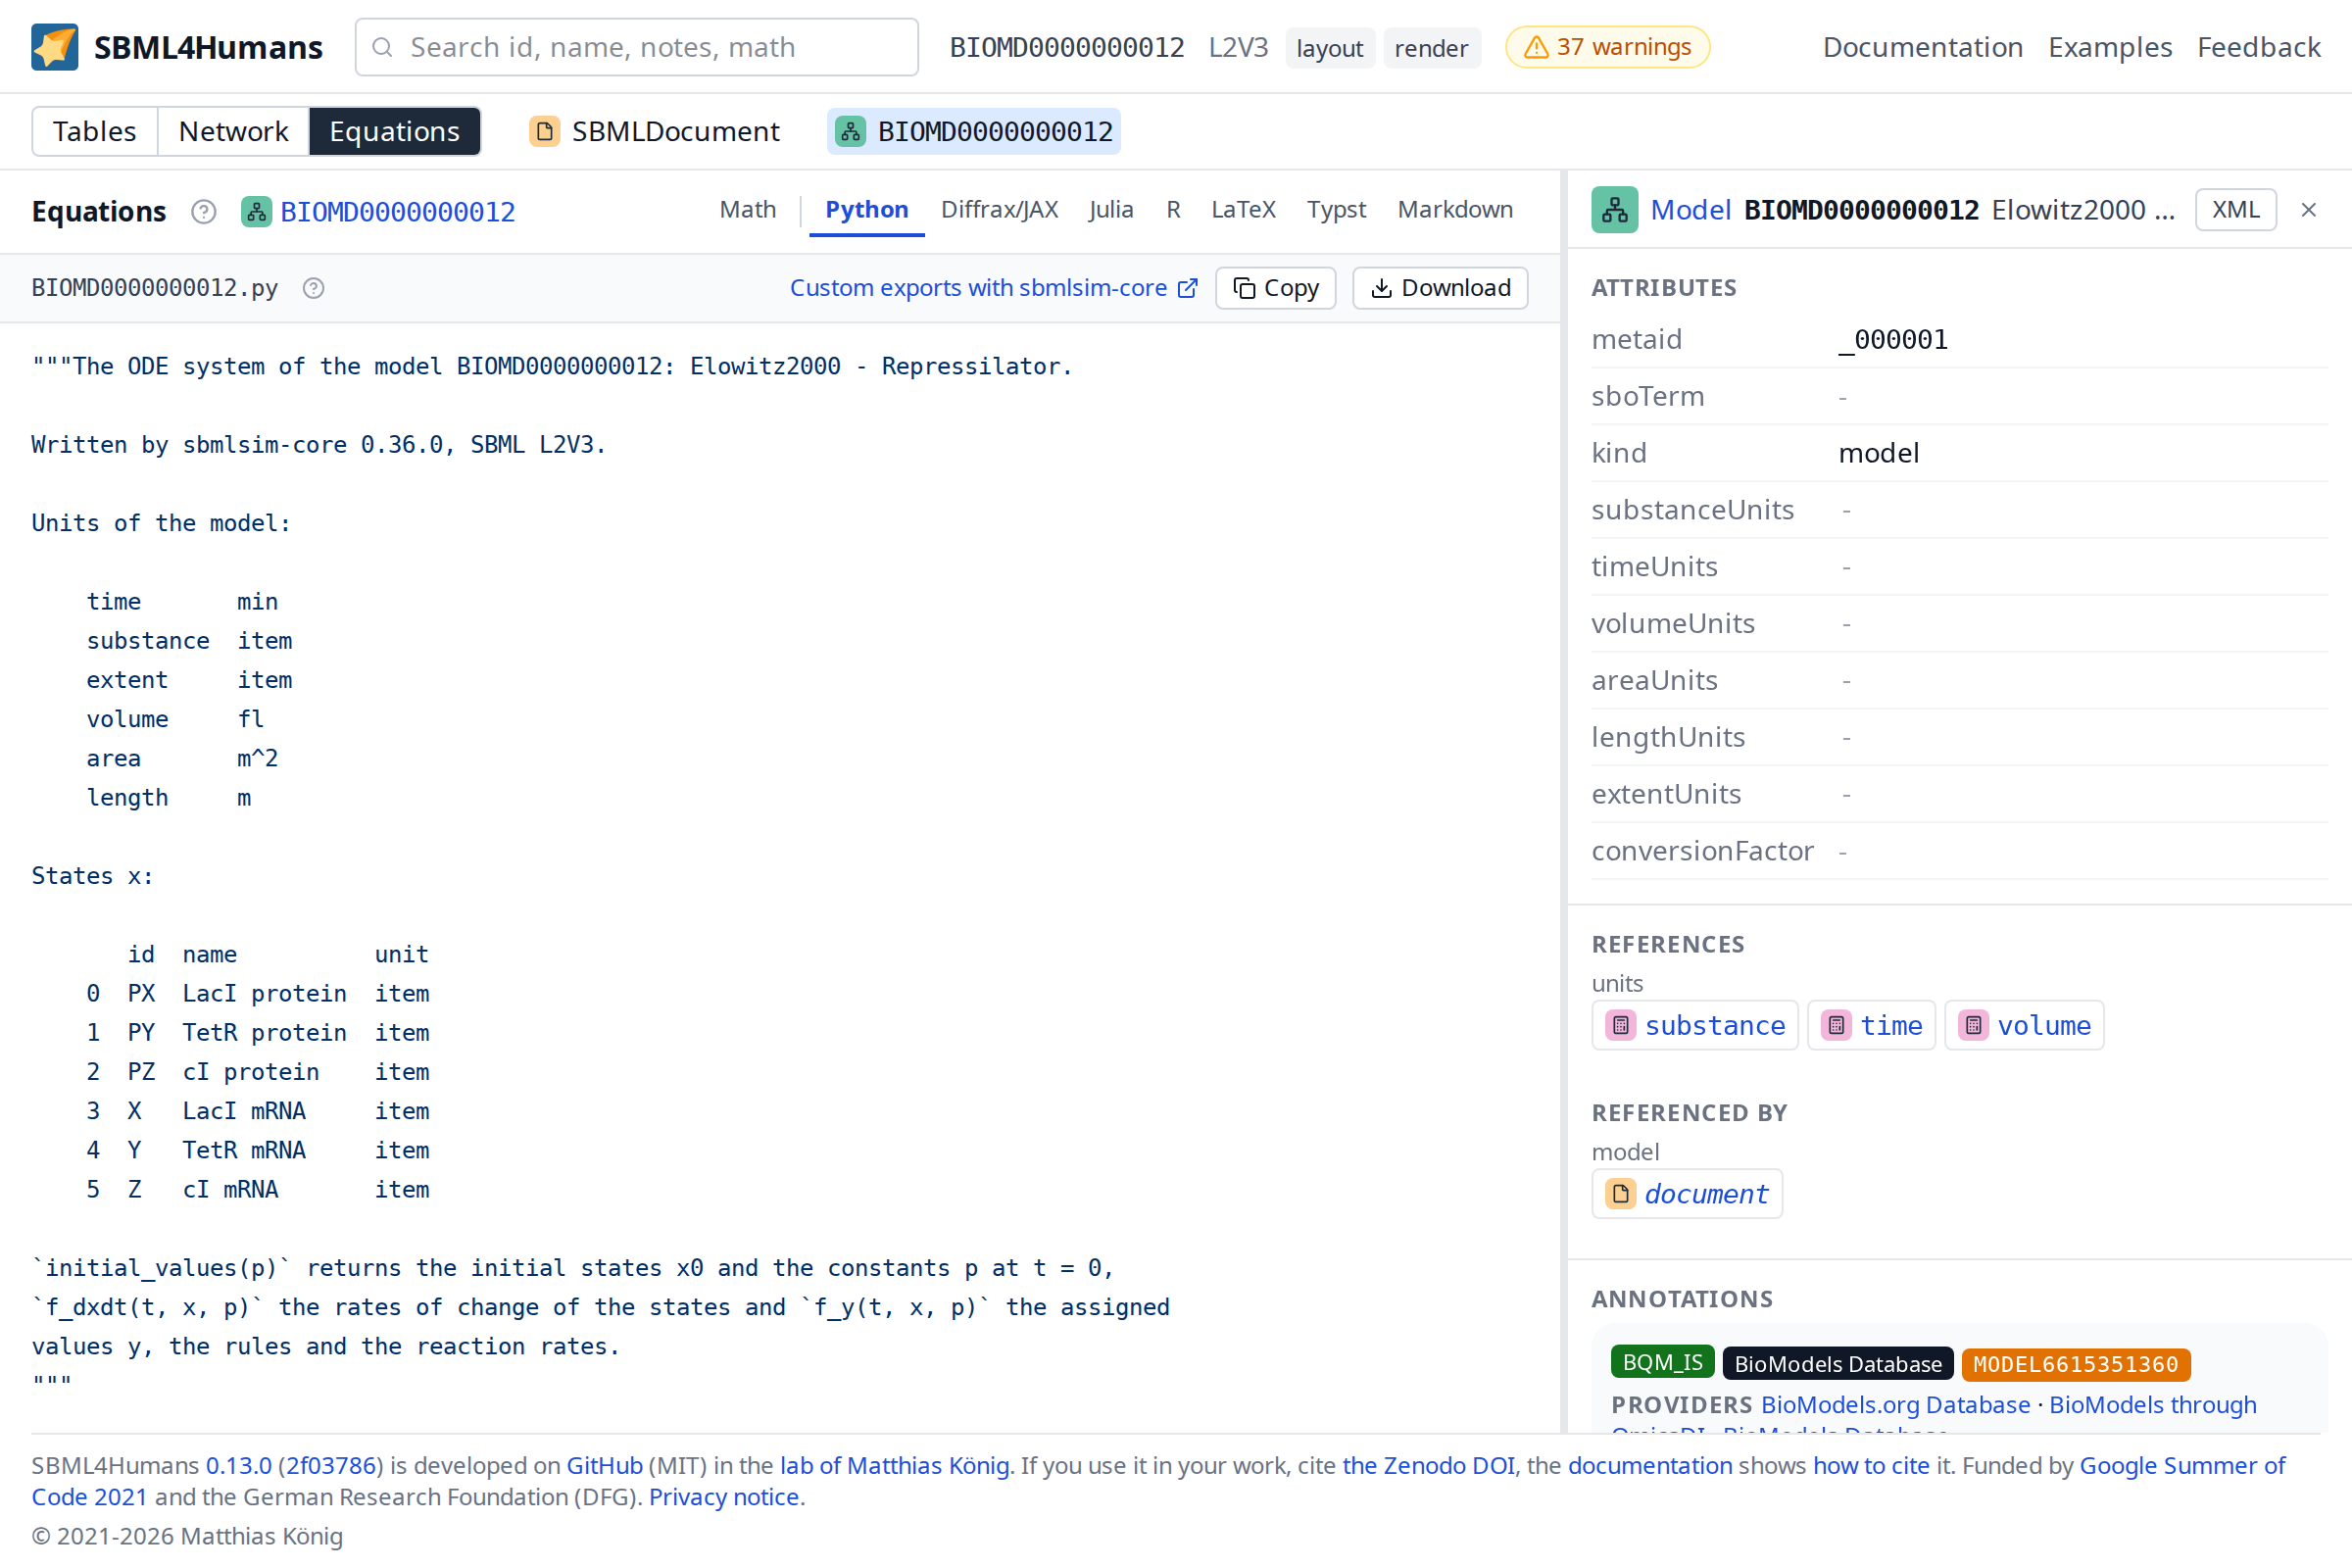 SBML4Humans
Search id, name, notes, math
BIOMD0000000012 L2V3 layout render
37 warnings
Documentation Examples Feedback
Tables Network Equations
SBMLDocument
BIOMD0000000012
Equations
BIOMD0000000012
Math Python Diffrax/JAX Julia R LaTeX Typst Markdown
BIOMD0000000012.py
Custom exports with sbmlsim-core
Copy
Download
"""The ODE system of the model BIOMD0000000012: Elowitz2000 - Repressilator.
Written by sbmlsim-core 0.36.0, SBML L2V3.
Units of the model:
time min
substance item
extent item
volume fl
area m^2
length m
States x:
id name unit
0 PX LacI protein item
1 PY TetR protein item
2 PZ cI protein item
3 X LacI mRNA item
4 Y TetR mRNA item
5 Z cI mRNA item
`initial_values(p)` returns the initial states x0 and the constants p at t = 0,
`f_dxdt(t, x, p)` the rates of change of the states and `f_y(t, x, p)` the assigned
values y, the rules and the reaction rates.
"""
Model BIOMD0000000012 Elowitz2000 ...
XML
ATTRIBUTES
metaid _000001
sboTerm -
kind model
substanceUnits -
timeUnits -
volumeUnits -
areaUnits -
lengthUnits -
extentUnits -
conversionFactor -
REFERENCES
units
substance time volume
REFERENCED BY
model
document
ANNOTATIONS
BQM_IS BioModels Database MODEL6615351360
PROVIDERS BioModels.org Database · BioModels through
OmicsDI · BioModels Database
SBML4Humans 0.13.0 (2f03786) is developed on GitHub (MIT) in the lab of Matthias König. If you use it in your work, cite the Zenodo DOI, the documentation shows how to cite it. Funded by Google Summer of
Code 2021 and the German Research Foundation (DFG). Privacy notice.
© 2021-2026 Matthias König